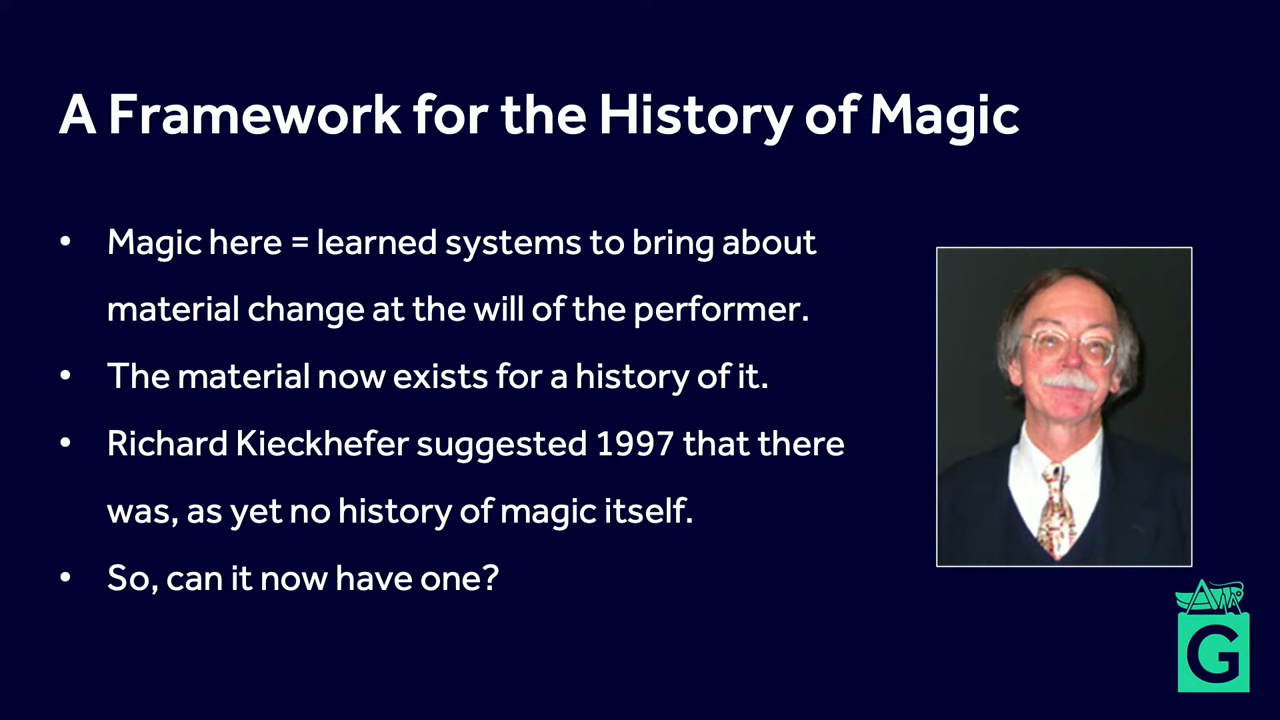 A Framework for the History of Magic
• Magic here = learned systems to bring about
material change at the will of the performer.
• The material now exists for a history of it.
• Richard Kieckhefer suggested 1997 that there
was, as yet no history of magic itself.
• So, can it now have one?
G